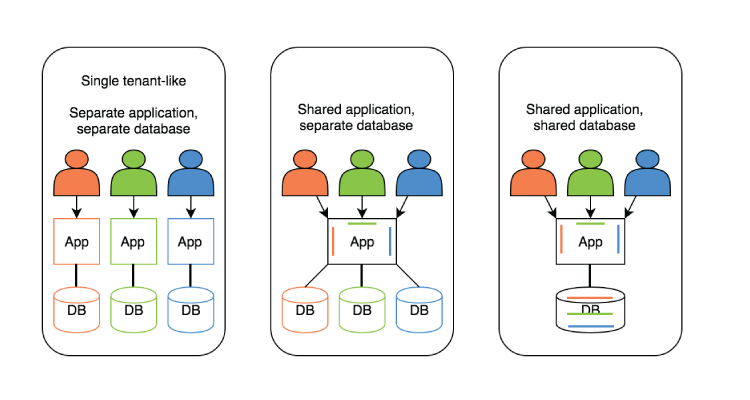 Single tenant-like
Separate application,
separate database
App
App
App
DB
DB
DB
Shared application,
separate database
App
DB
DB
DB
Shared application,
shared database
App
DB